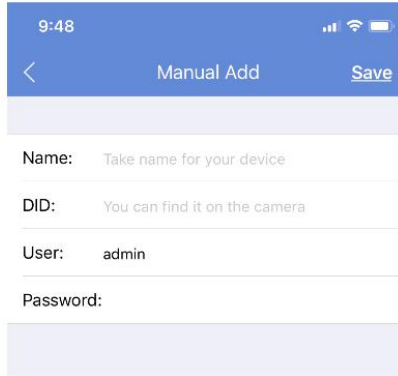 9:48
Manual Add Save
Name: Take name for your device
DID: You can find it on the camera
User: admin
Password: